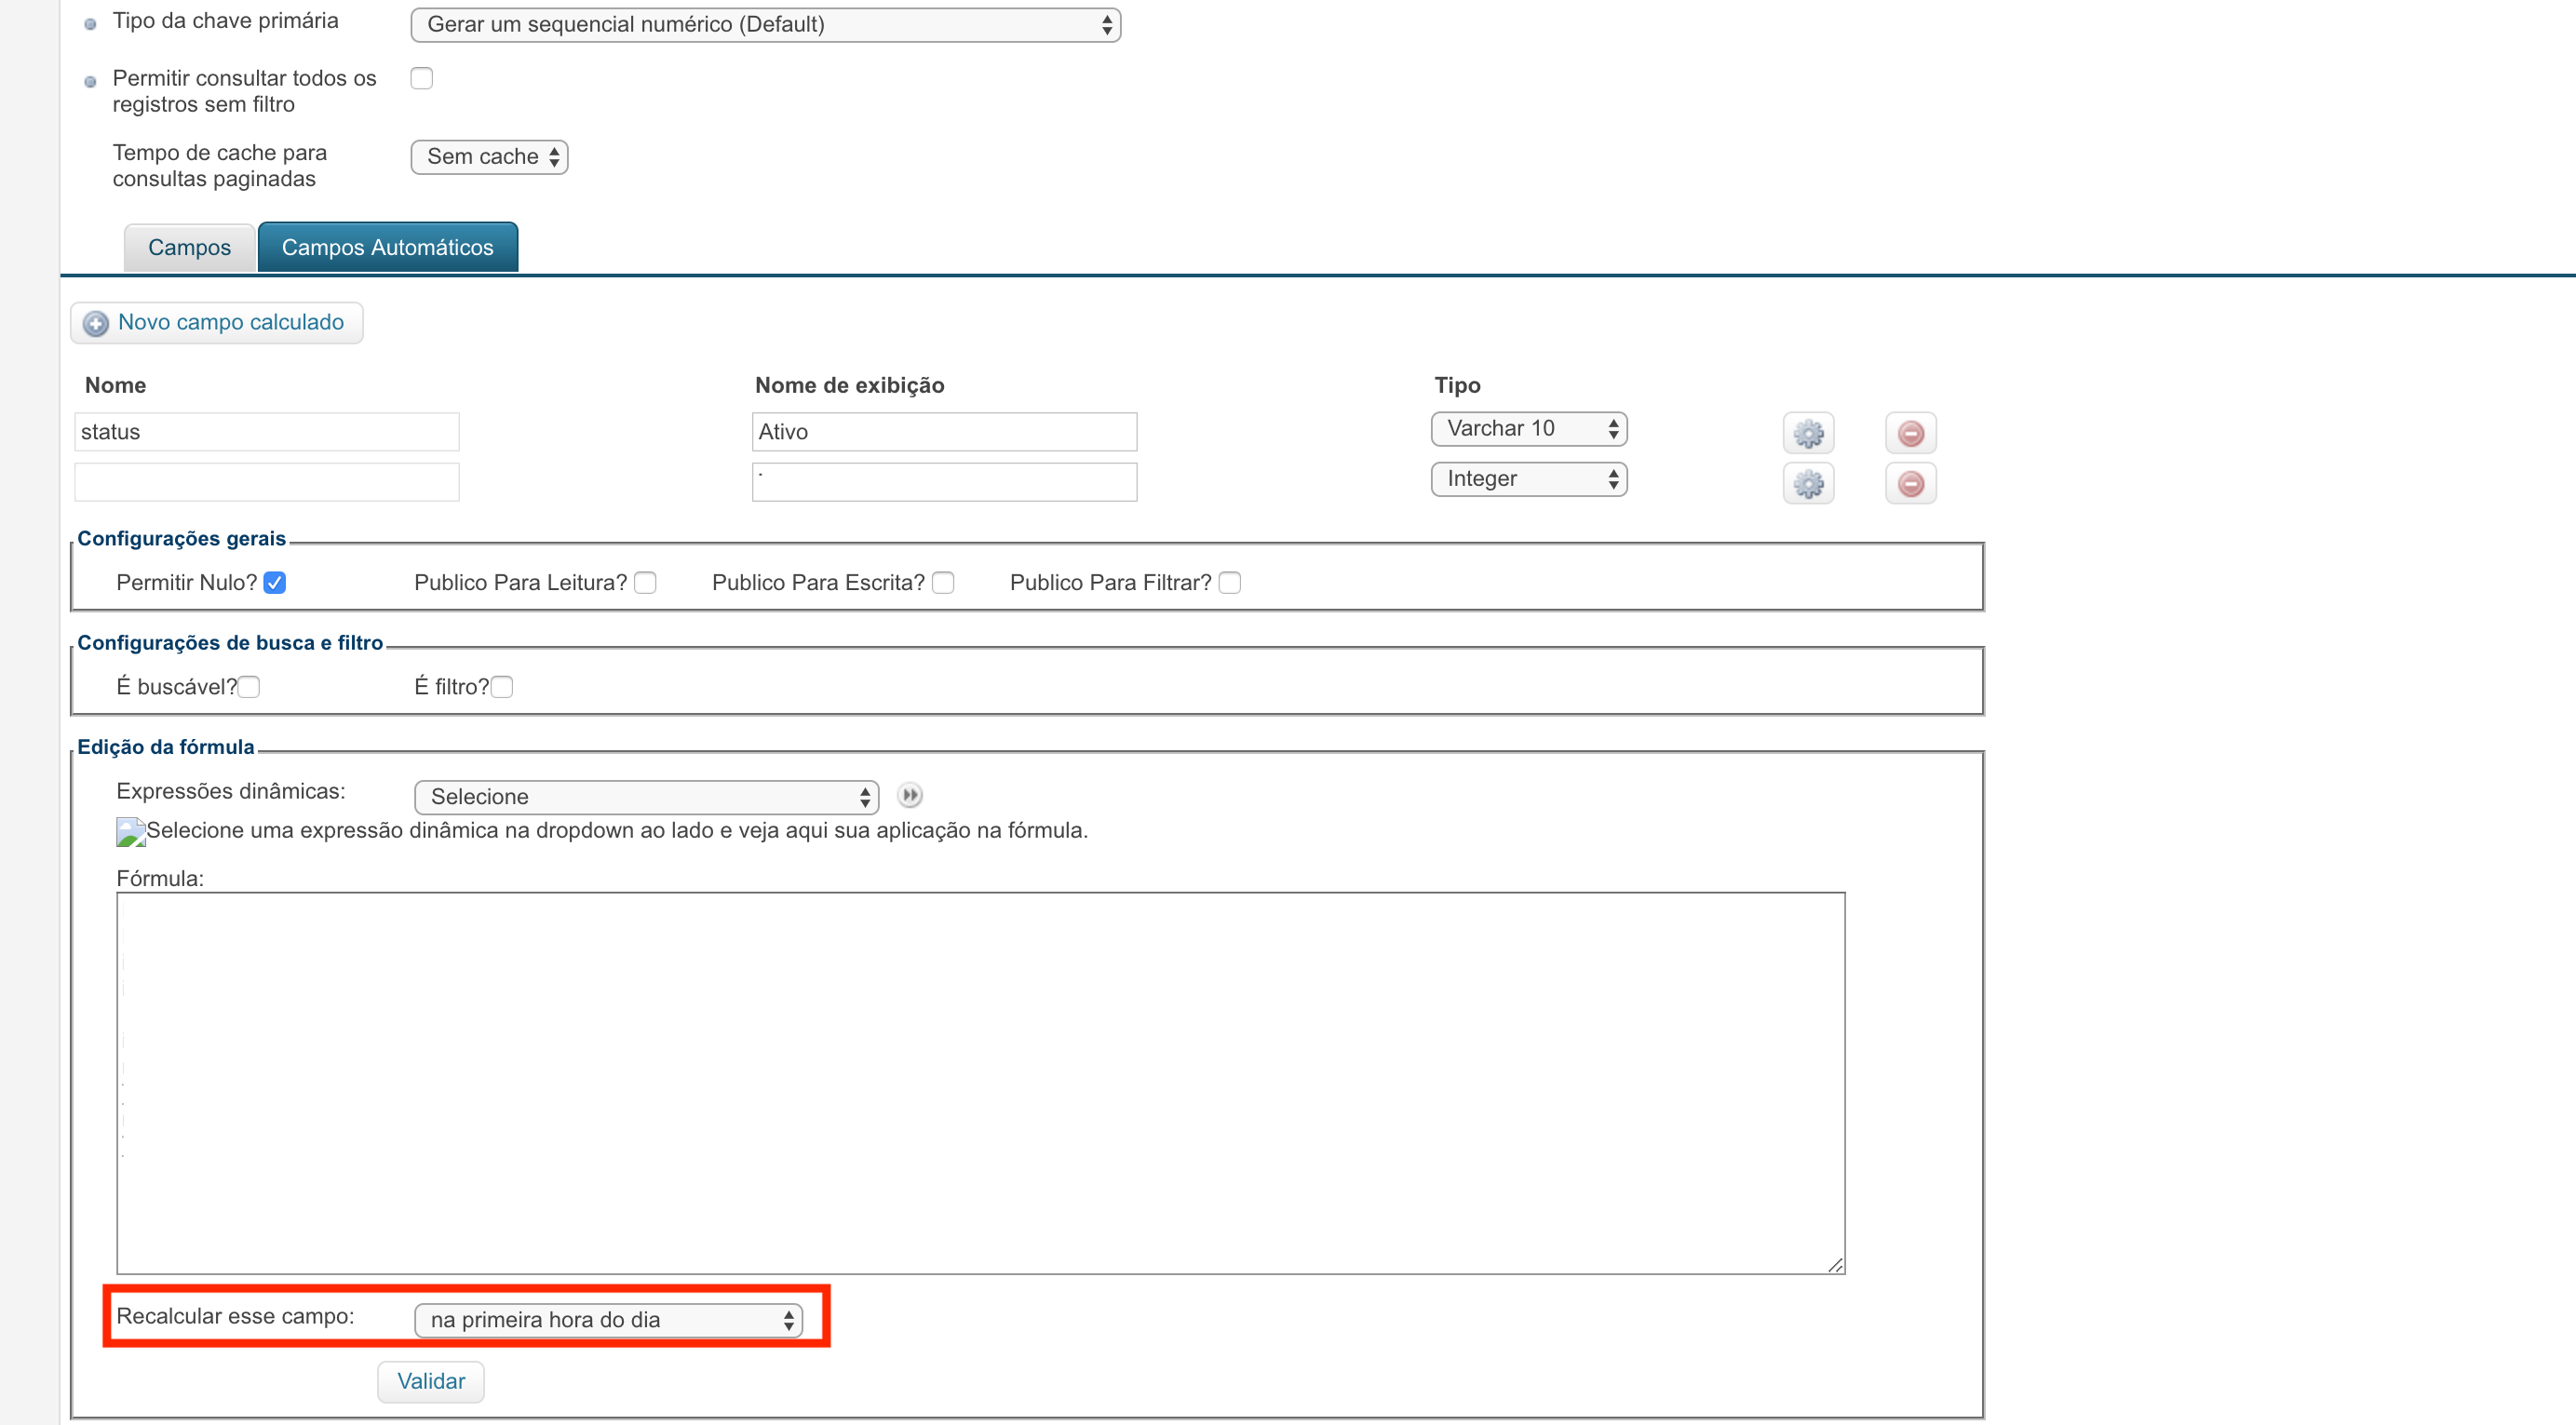 Tipo da chave primária
Gerar um sequencial numérico (Default)
Permitir consultar todos os
registros sem filtro
Tempo de cache para
consultas paginadas
Sem cache
Campos
Campos Automáticos
Novo campo calculado
Nome
Nome de exibição
Tipo
status
Ativo
Varchar 10
Integer
Configurações gerais
Permitir Nulo?
Publico Para Leitura?
Publico Para Escrita?
Publico Para Filtrar?
Configurações de busca e filtro
É buscável?
É filtro?
Edição da fórmula
Expressões dinâmicas:
Selecione
Selecione uma expressão dinâmica na dropdown ao lado e veja aqui sua aplicação na fórmula.
Fórmula:
Recalcular esse campo:
na primeira hora do dia
Validar